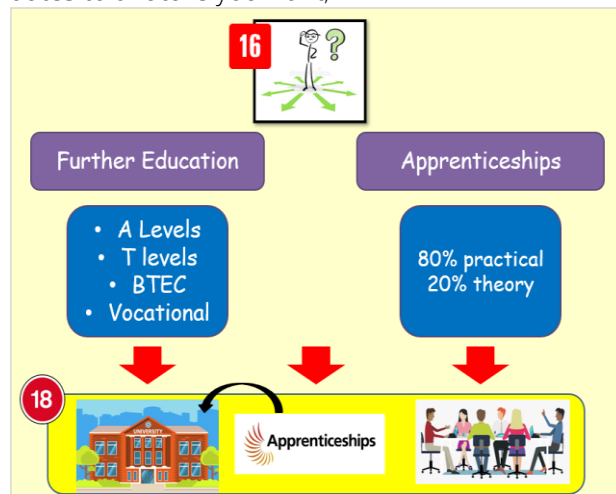 16
Further Education
Apprenticeships
• A Levels
• T levels
• BTEC
• Vocational
80% practical
20% theory
18
UNIVERSITY
Apprenticeships